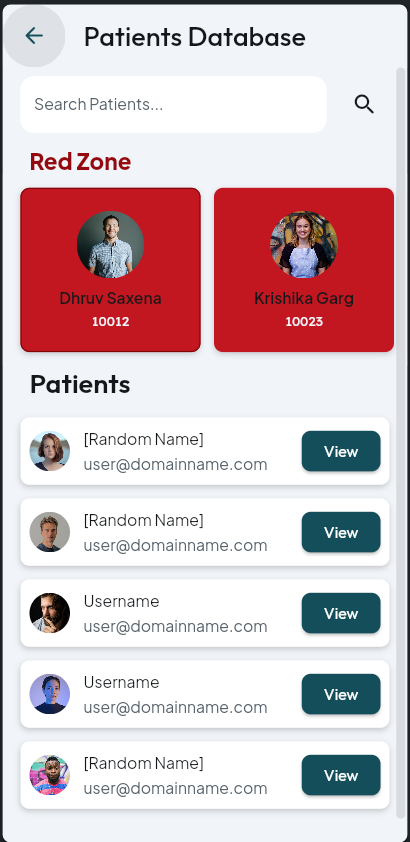 Patients Database
Search Patients...
Red Zone
Dhruv Saxena
10012
Krishika Garg
10023
Patients
[Random Name]
user@domainname.com
View
[Random Name]
user@domainname.com
View
Username
user@domainname.com
View
Username
user@domainname.com
View
[Random Name]
user@domainname.com
View